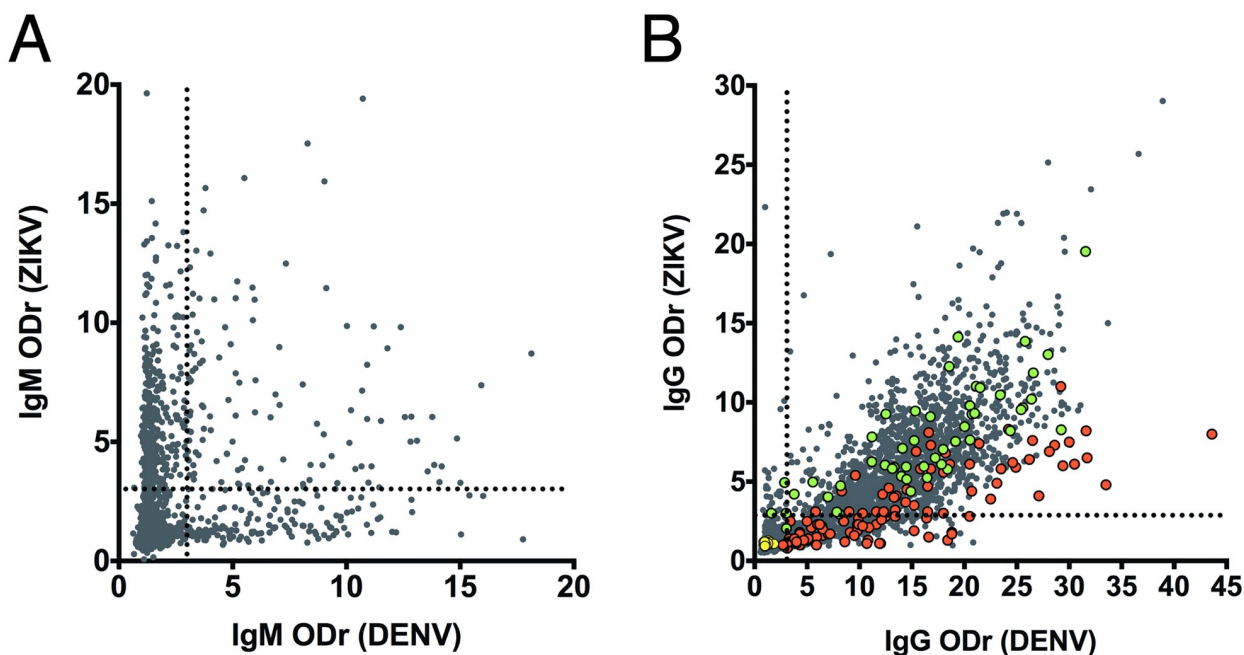 A
20
15
10
5
0
0 5 10 15 20
IgM ODr (ZIKV)
IgM ODr (DENV)
B
30
25
20
15
10
5
0
0 5 10 15 20 25 30 35 40 45
IgG ODr (ZIKV)
IgG ODr (DENV)